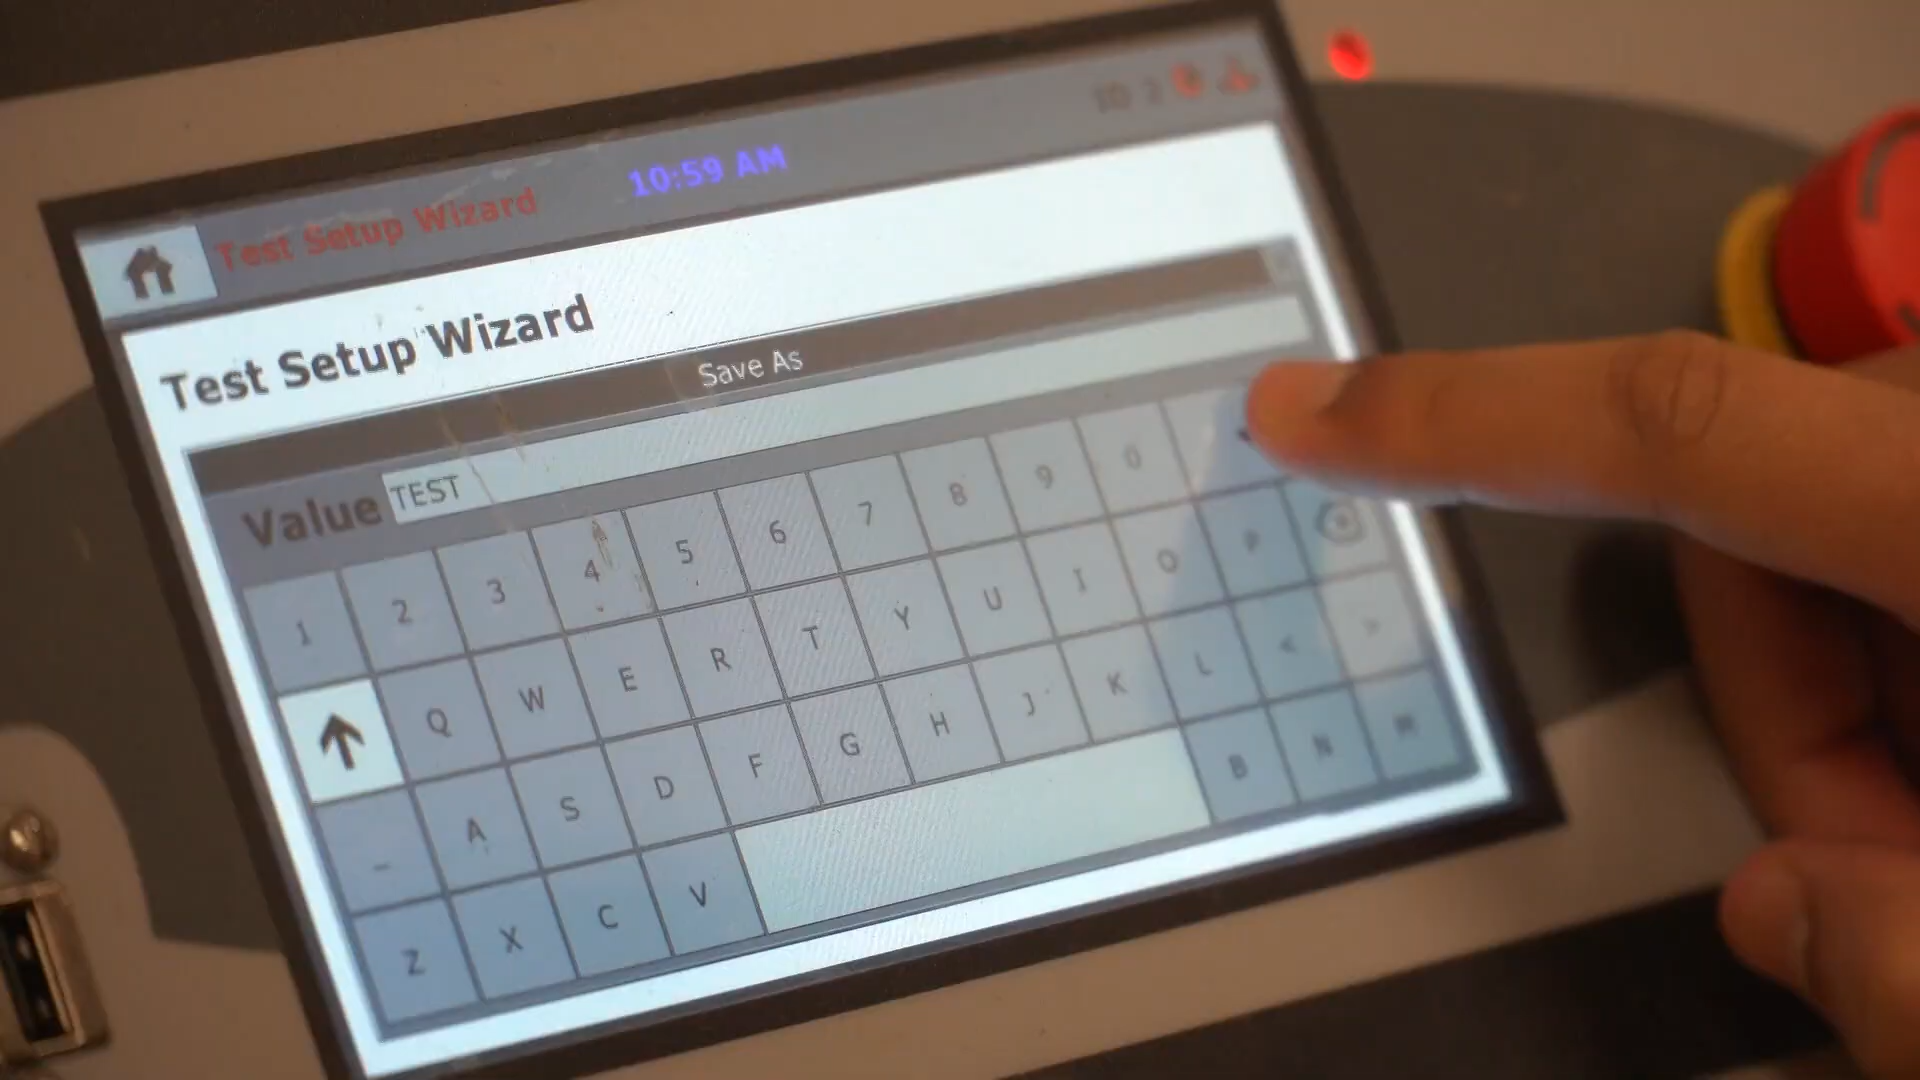 Test Setup Wizard 10:59 AM
Test Setup Wizard
Save As
Value TEST
1 2 3 4 5 6 7 8 9 0
Q W E R T Y U I O P
_ A S D F G H J K L < >
Z X C V B N M